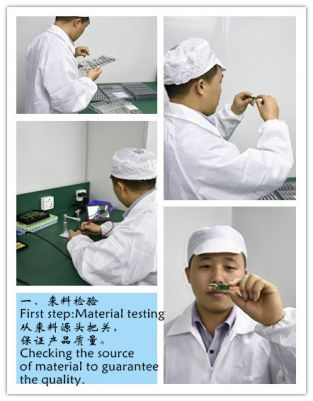 一、来料检验
First step:Material testing
从来料源头把关，
保证产品质量。
Checking the source
of material to guarantee
the quality.